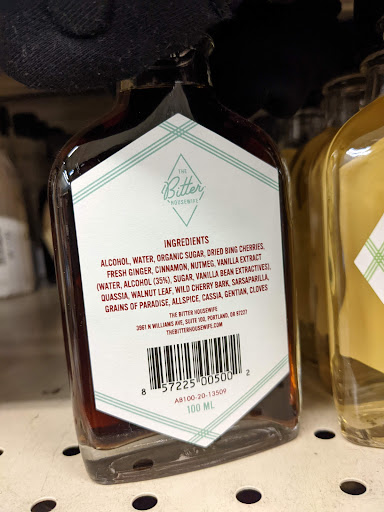 THE
Bitter
HOUSEWIFE
INGREDIENTS
ALCOHOL, WATER, ORGANIC SUGAR, DRIED BING CHERRIES,
FRESH GINGER, CINNAMON, NUTMEG, VANILLA EXTRACT
(WATER, ALCOHOL (35%), SUGAR, VANILLA BEAN EXTRACTIVES),
QUASSIA, WALNUT LEAF, WILD CHERRY BARK, SARSAPARILLA,
GRAINS OF PARADISE, ALLSPICE, CASSIA, GENTIAN, CLOVES
THE BITTER HOUSEWIFE
3961 N WILLIAMS AVE, SUITE 100, PORTLAND, OR 97227
THEBITTERHOUSEWIFE.COM
8 57225 00500 2
AB100-20-13509
100 ML